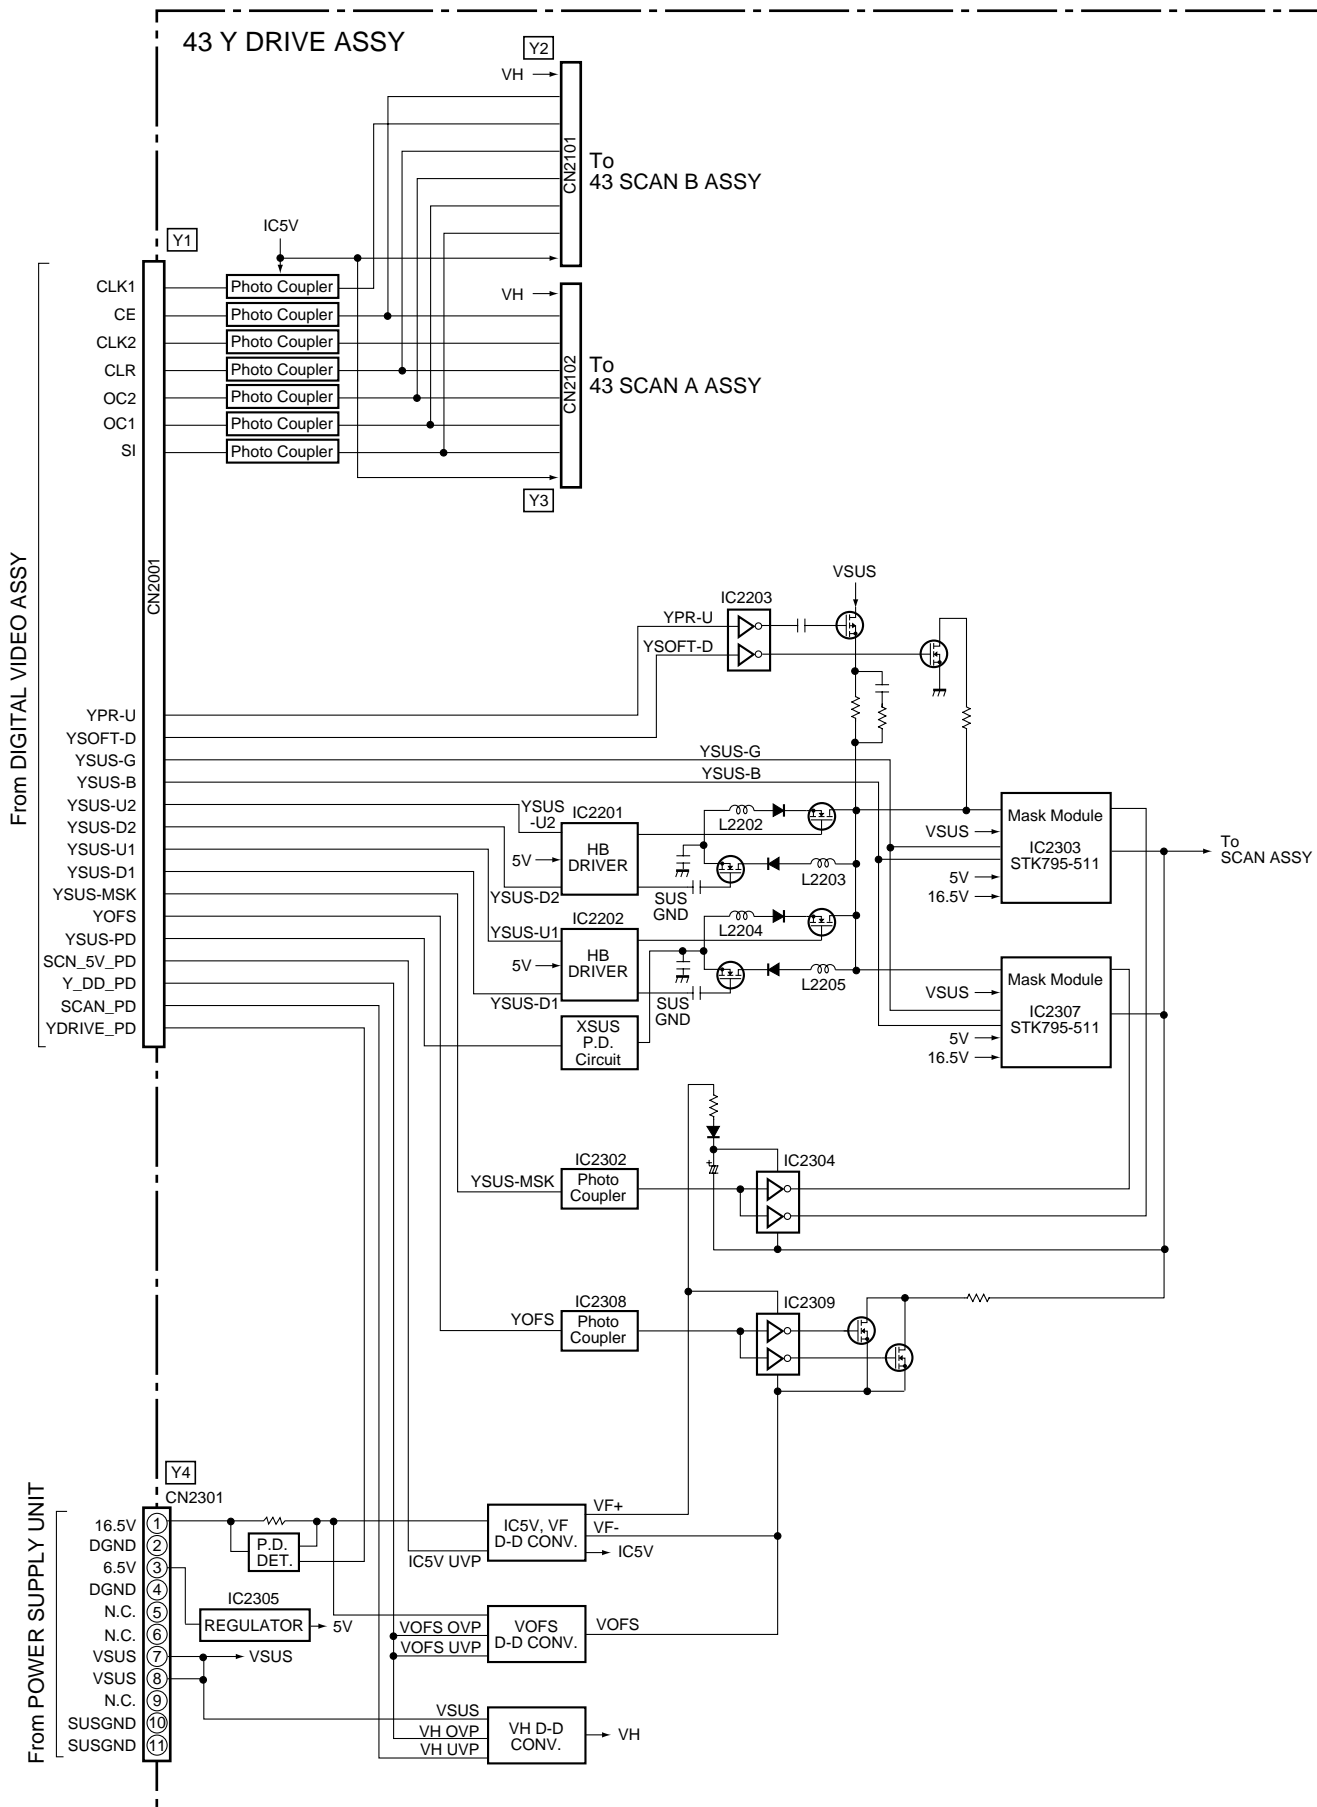 43 Y DRIVE ASSY
Y2
VH
CN2101
To
43 SCAN B ASSY
Y1
IC5V
CLK1
Photo Coupler
CE
Photo Coupler
CLK2
Photo Coupler
CLR
Photo Coupler
OC2
Photo Coupler
OC1
Photo Coupler
SI
Photo Coupler
VH
CN2102
To
43 SCAN A ASSY
Y3
From DIGITAL VIDEO ASSY
CN2001
YPR-U
YSOFT-D
YSUS-G
YSUS-B
YSUS-U2
YSUS-D2
YSUS-U1
YSUS-D1
YSUS-MSK
YOFS
YSUS-PD
SCN_5V_PD
Y_DD_PD
SCAN_PD
YDRIVE_PD
VSUS
IC2203
YPR-U
YSOFT-D
YSUS-G
YSUS-B
YSUS
-U2
IC2201
HB
DRIVER
5V
YSUS-D2
L2202
L2203
SUS
GND
IC2202
YSUS-U1
HB
DRIVER
5V
YSUS-D1
L2204
L2205
SUS
GND
XSUS
P.D.
Circuit
Mask Module
IC2303
STK795-511
VSUS
5V
16.5V
To
SCAN ASSY
Mask Module
IC2307
STK795-511
VSUS
5V
16.5V
YSUS-MSK
IC2302
Photo
Coupler
+
IC2304
YOFS
IC2308
Photo
Coupler
IC2309
From POWER SUPPLY UNIT
Y4
CN2301
16.5V 1
DGND 2
6.5V 3
DGND 4
N.C. 5
N.C. 6
VSUS 7
VSUS 8
N.C. 9
SUSGND 10
SUSGND 11
P.D.
DET.
IC2305
REGULATOR
5V
VSUS
IC5V UVP
IC5V, VF
D-D CONV.
VF+
VF-
IC5V
VOFS OVP
VOFS UVP
VOFS
D-D CONV.
VOFS
VSUS
VH OVP
VH UVP
VH D-D
CONV.
VH